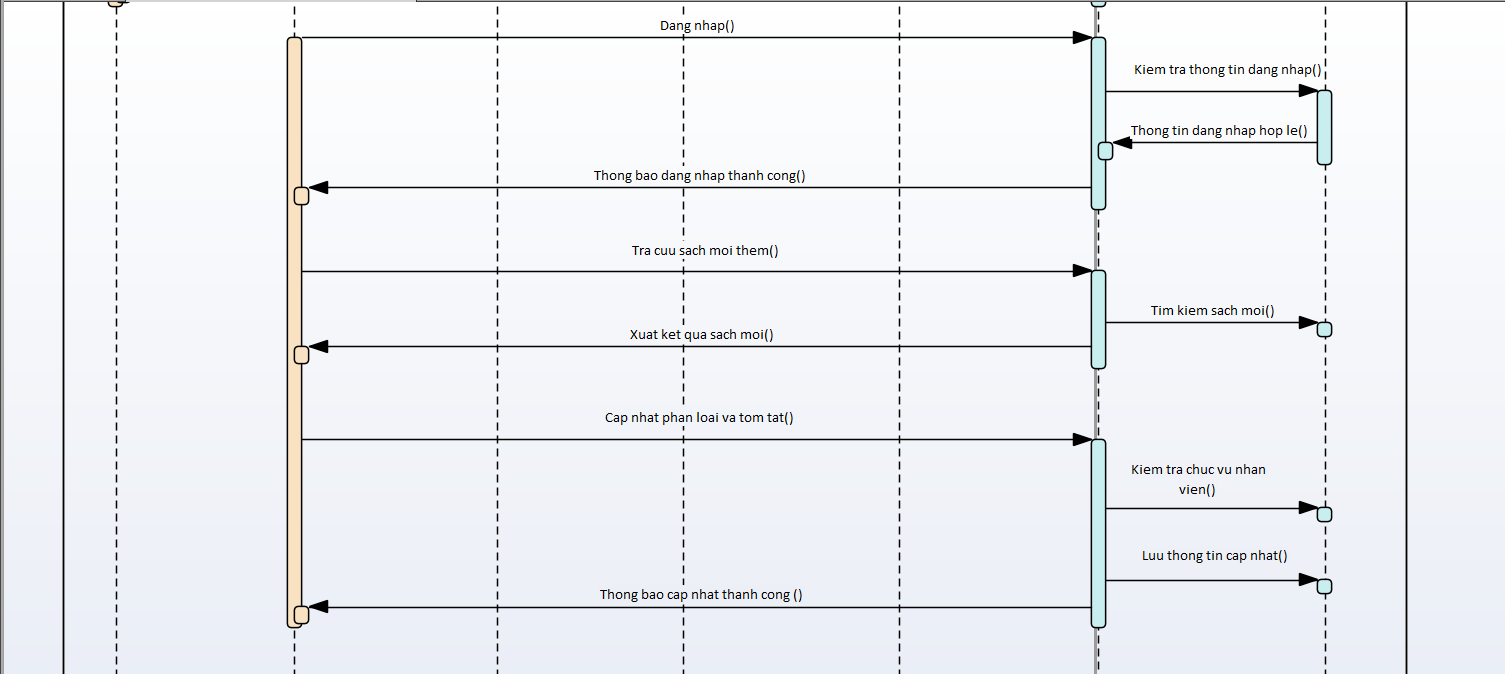 Dang nhap()
Kiem tra thong tin dang nhap()
Thong tin dang nhap hop le()
Thong bao dang nhap thanh cong()
Tra cuu sach moi them()
Tim kiem sach moi()
Xuat ket qua sach moi()
Cap nhat phan loai va tom tat()
Kiem tra chuc vu nhan
vien()
Luu thong tin cap nhat()
Thong bao cap nhat thanh cong ()